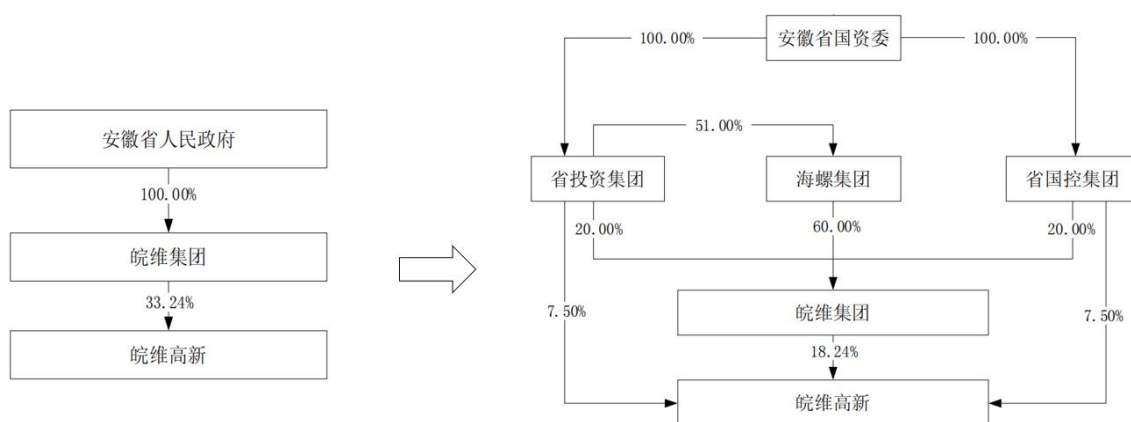 安徽省人民政府
100.00%
皖维集团
33.24%
皖维高新
安徽省国资委
100.00%
100.00%
51.00%
省投资集团
海螺集团
省国控集团
20.00%
60.00%
20.00%
7.50%
皖维集团
7.50%
18.24%
皖维高新